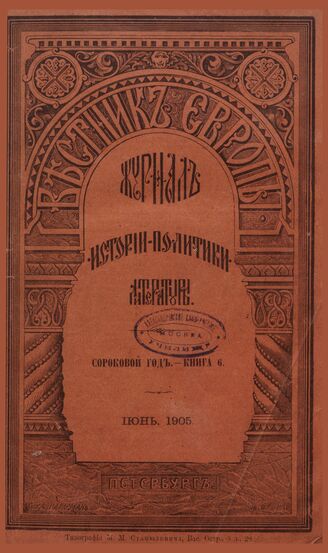 ВѢСТНИКЪ ЕВРОПЫ
ЖУРНАЛЪ
ИСТОРІИ-ПОЛИТИКИ
ЛИТЕРАТУРЫ.
МОСКВА
СОРОКОВОЙ ГОДЪ.—КНИГА 6.
ІЮНЬ, 1905.
ПЕТЕРБУРГЪ.
Типографія М. М. Стасюлевича, Вас. Остр., 5 л., 28.